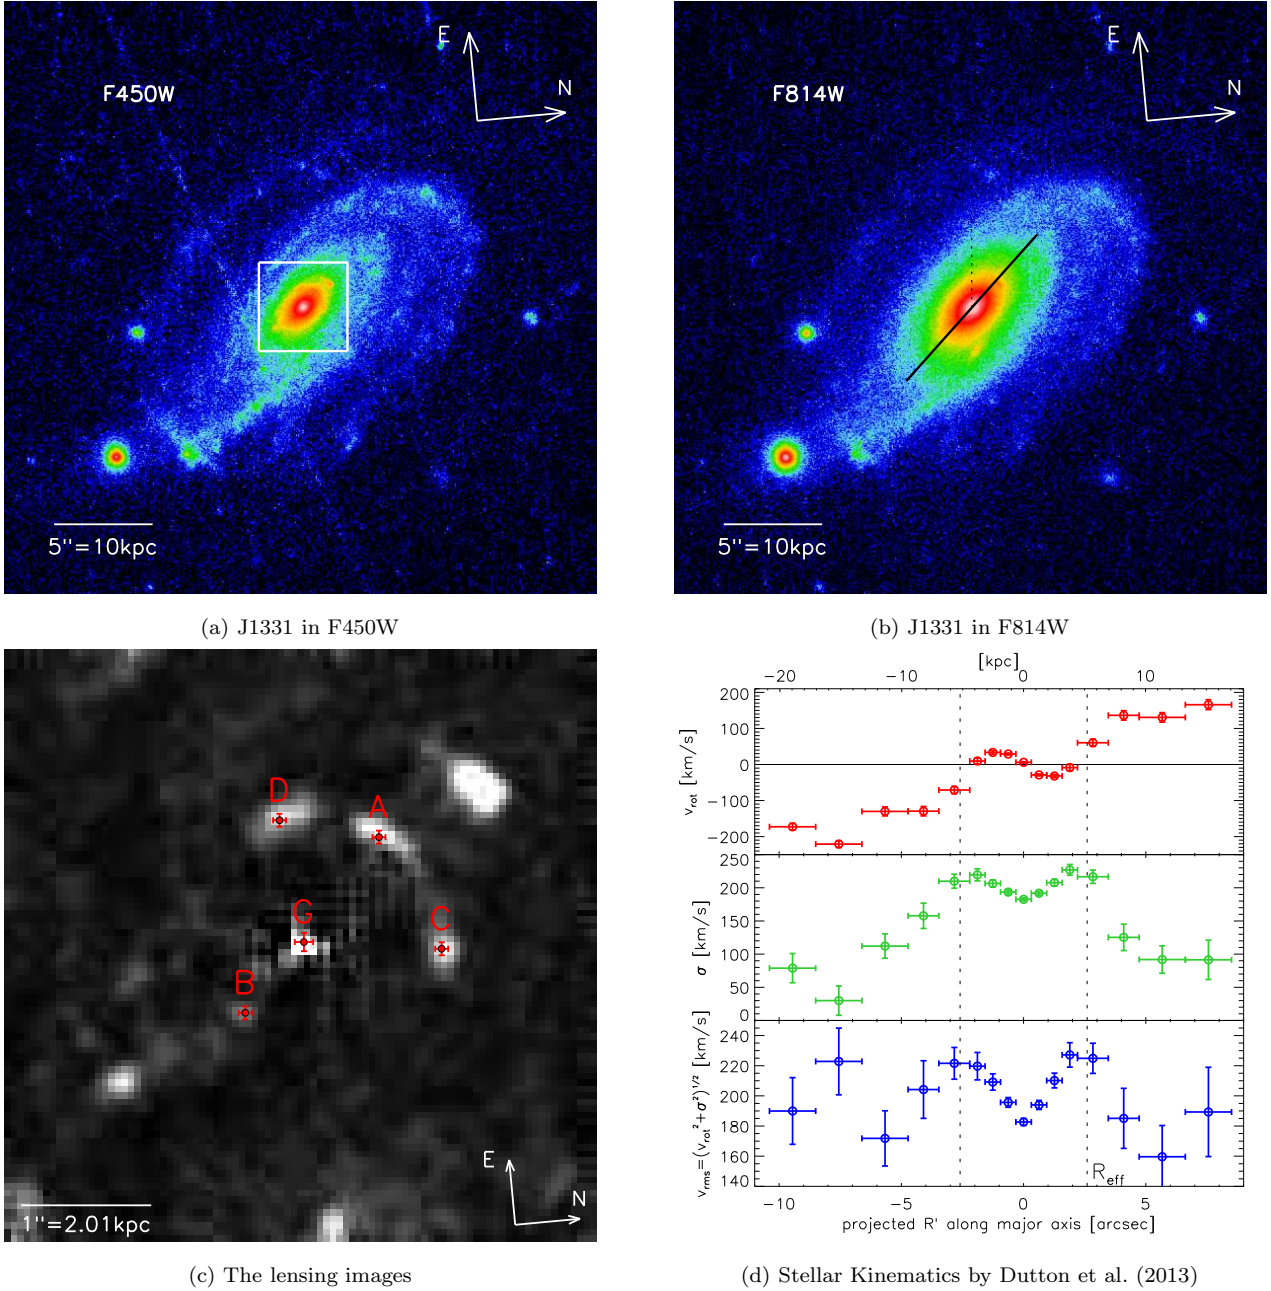 F450W
E
N
5''=10kpc
(a) J1331 in F450W
F814W
E
N
5''=10kpc
(b) J1331 in F814W
D
A
G
C
B
1''=2.01kpc
E
N
(c) The lensing images
[kpc]
−20 −10 0 10
200
100
0
−100
−200
v_rot [km/s]
250
200
150
100
50
0
σ [km/s]
240
220
200
180
160
140
v_rms=(v_rot²+σ²)^1/2 [km/s]
R_eff
−10 −5 0 5
projected R' along major axis [arcsec]
(d) Stellar Kinematics by Dutton et al. (2013)